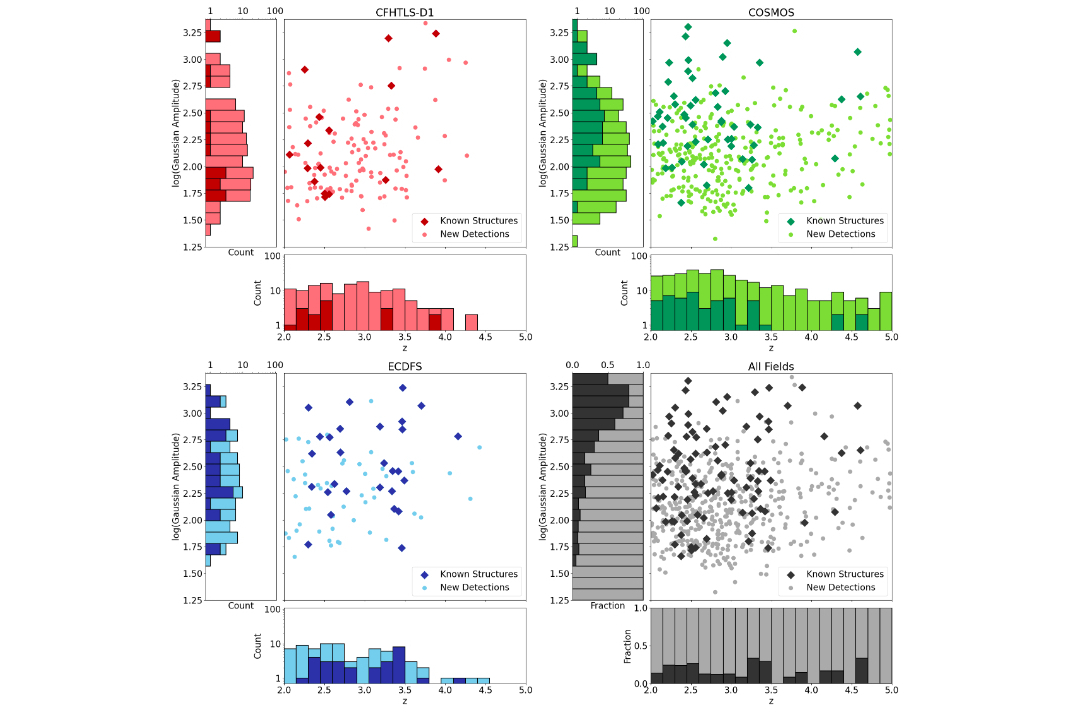 CFHTLS-D1
1 10 100
log(Gaussian Amplitude)
3.25
3.00
2.75
2.50
2.25
2.00
1.75
1.50
1.25
Count
Known Structures
New Detections
Count
100
10
1
2.0 2.5 3.0 3.5 4.0 4.5 5.0
z
COSMOS
1 10 100
log(Gaussian Amplitude)
3.25
3.00
2.75
2.50
2.25
2.00
1.75
1.50
1.25
Count
Known Structures
New Detections
Count
100
10
1
2.0 2.5 3.0 3.5 4.0 4.5 5.0
z
ECDFS
1 10 100
log(Gaussian Amplitude)
3.25
3.00
2.75
2.50
2.25
2.00
1.75
1.50
1.25
Count
Known Structures
New Detections
Count
100
10
1
2.0 2.5 3.0 3.5 4.0 4.5 5.0
z
All Fields
0.0 0.5 1.0
log(Gaussian Amplitude)
3.25
3.00
2.75
2.50
2.25
2.00
1.75
1.50
1.25
Fraction
Known Structures
New Detections
Fraction
1.0
0.5
0.0
2.0 2.5 3.0 3.5 4.0 4.5 5.0
z